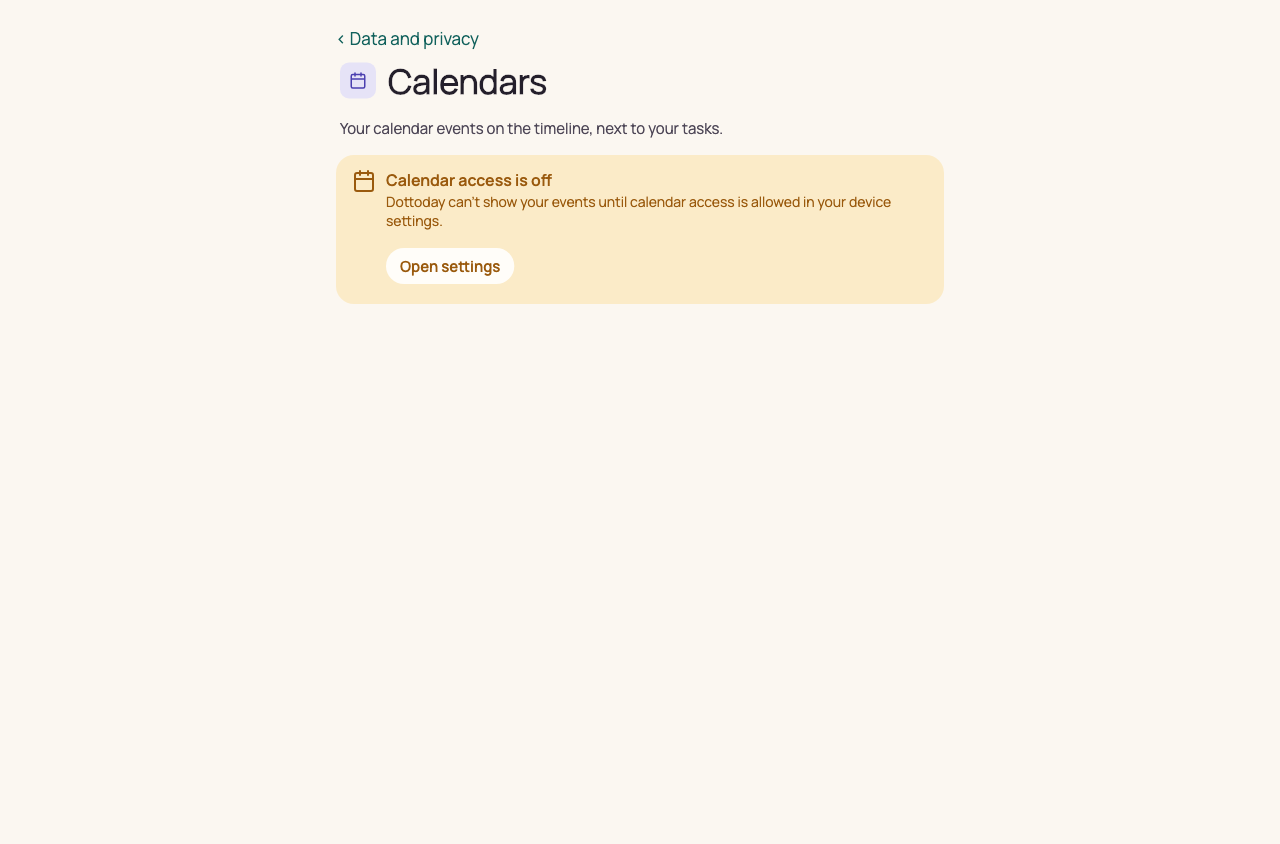 Data and privacy
Calendars
Your calendar events on the timeline, next to your tasks.
Calendar access is off
Dottoday can't show your events until calendar access is allowed in your device
settings.
Open settings